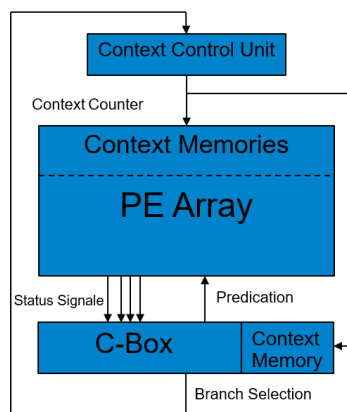 Context Control Unit
Context Counter
Context Memories
PE Array
Status Signale
Predication
C-Box
Context
Memory
Branch Selection